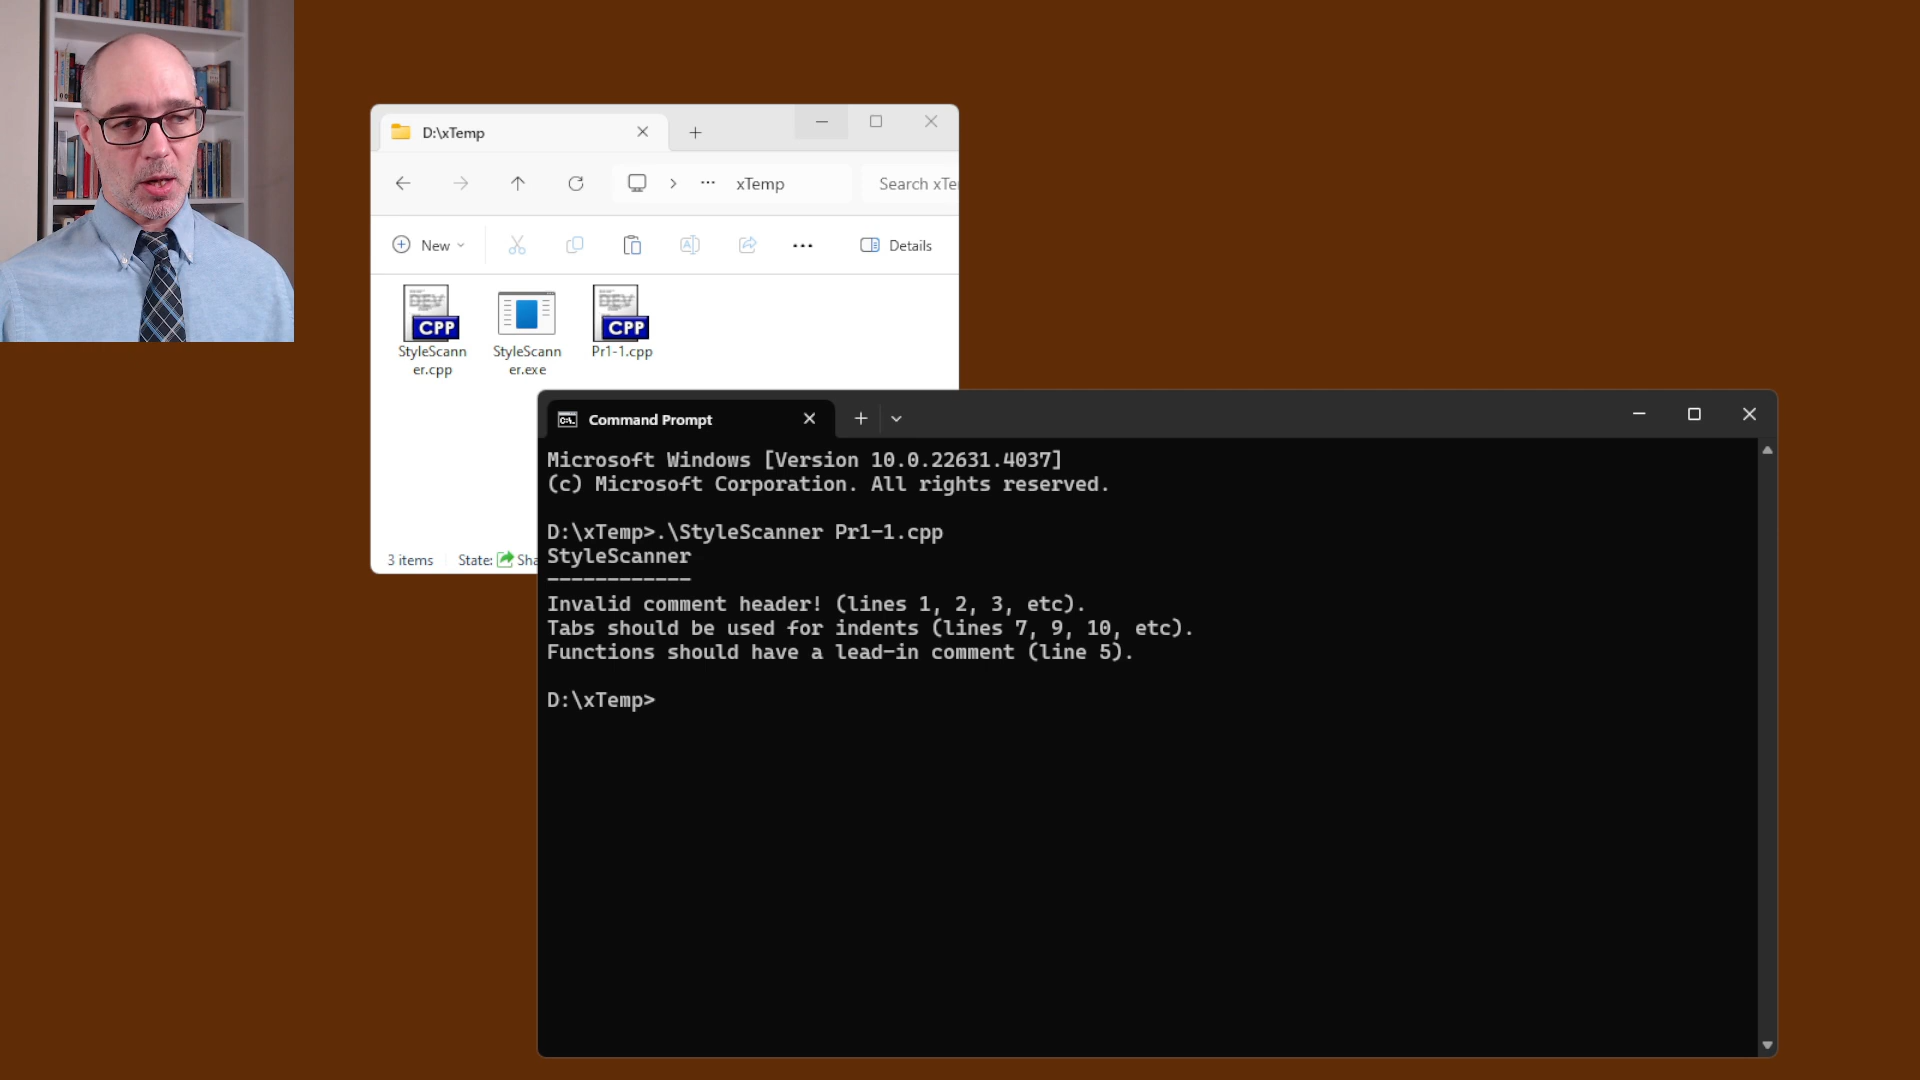 D:\xTemp
xTemp
Search xTe
New
Details
DEV
CPP
DEV
CPP
StyleScann
er.cpp
StyleScann
er.exe
Pr1-1.cpp
3 items
State:
Sha
C:\.
Command Prompt
Microsoft Windows [Version 10.0.22631.4037]
(c) Microsoft Corporation. All rights reserved.
D:\xTemp>.\StyleScanner Pr1-1.cpp
StyleScanner
------------
Invalid comment header! (lines 1, 2, 3, etc).
Tabs should be used for indents (lines 7, 9, 10, etc).
Functions should have a lead-in comment (line 5).
D:\xTemp>